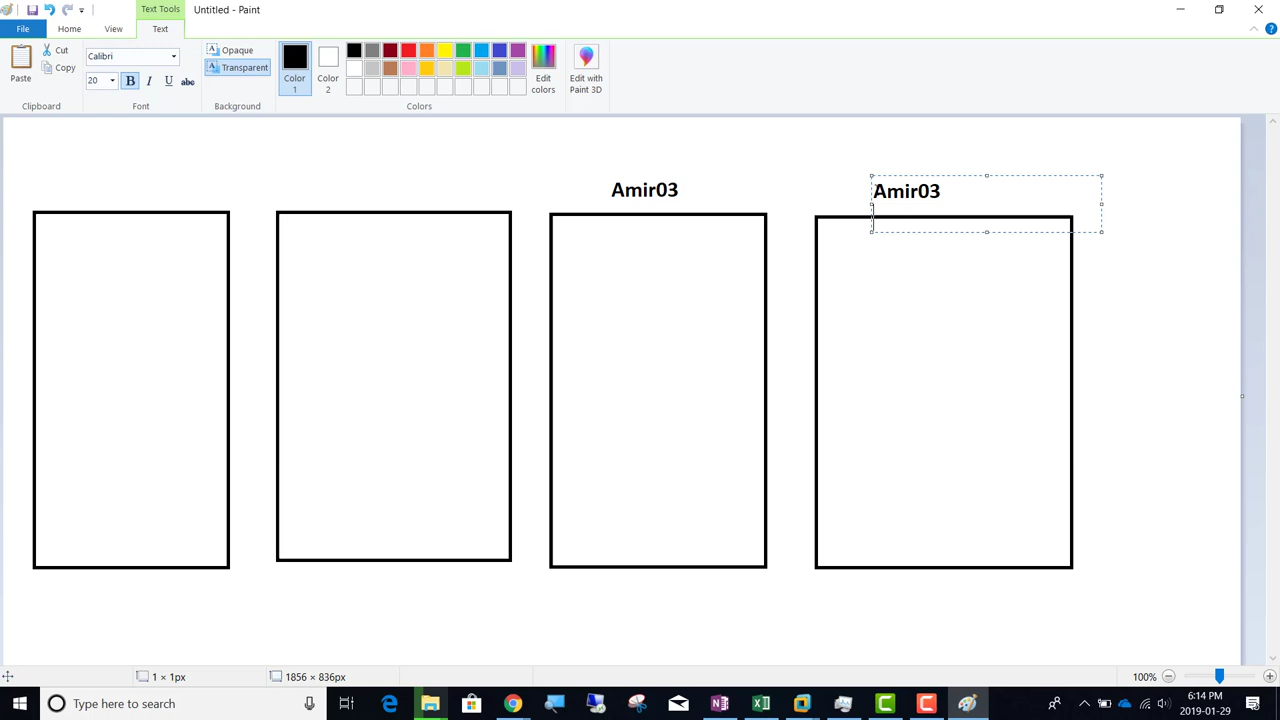 Text Tools
Untitled - Paint
File
Home
View
Text
Paste
Cut
Copy
Clipboard
Calibri
20
B I U abc
Font
Opaque
Transparent
Background
Color 1
Color 2
Edit colors
Colors
Edit with Paint 3D
Amir03
Amir03
1 × 1px
1856 × 836px
100%
Type here to search
6:14 PM
2019-01-29